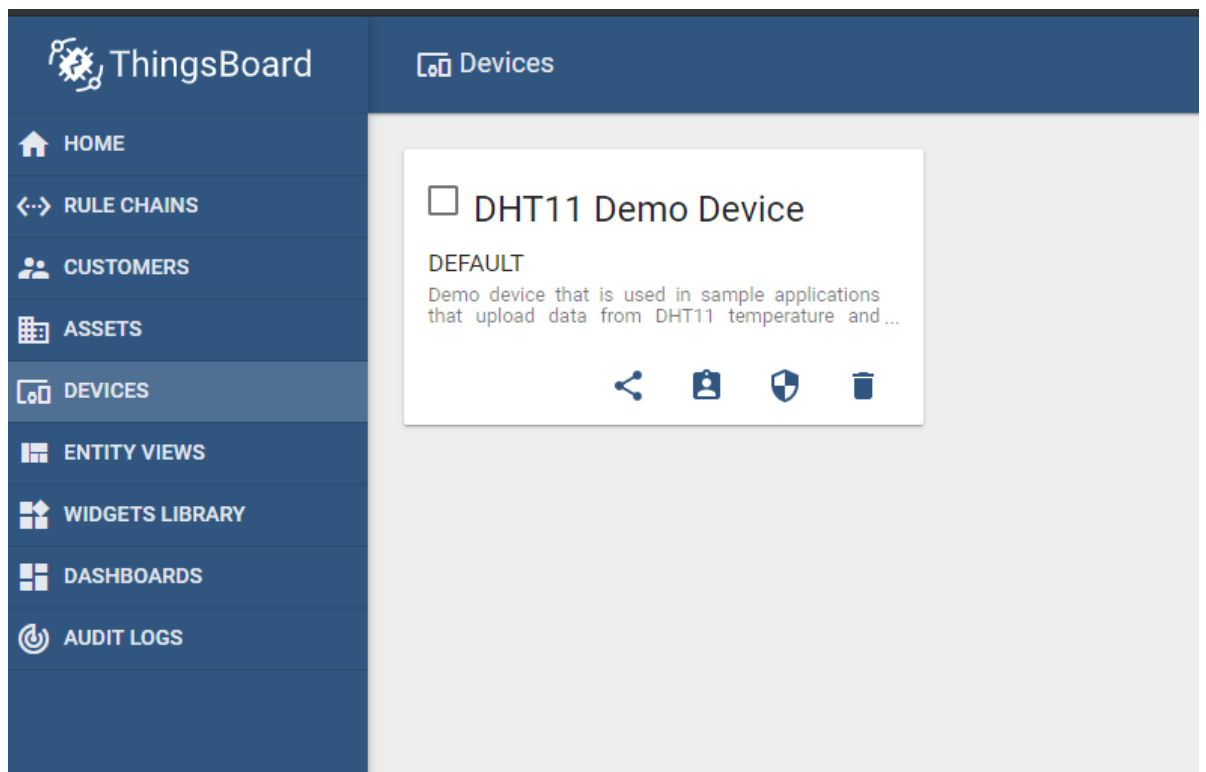 ThingsBoard
Devices
HOME
RULE CHAINS
CUSTOMERS
ASSETS
DEVICES
ENTITY VIEWS
WIDGETS LIBRARY
DASHBOARDS
AUDIT LOGS
DHT11 Demo Device
DEFAULT
Demo device that is used in sample applications
that upload data from DHT11 temperature and ...